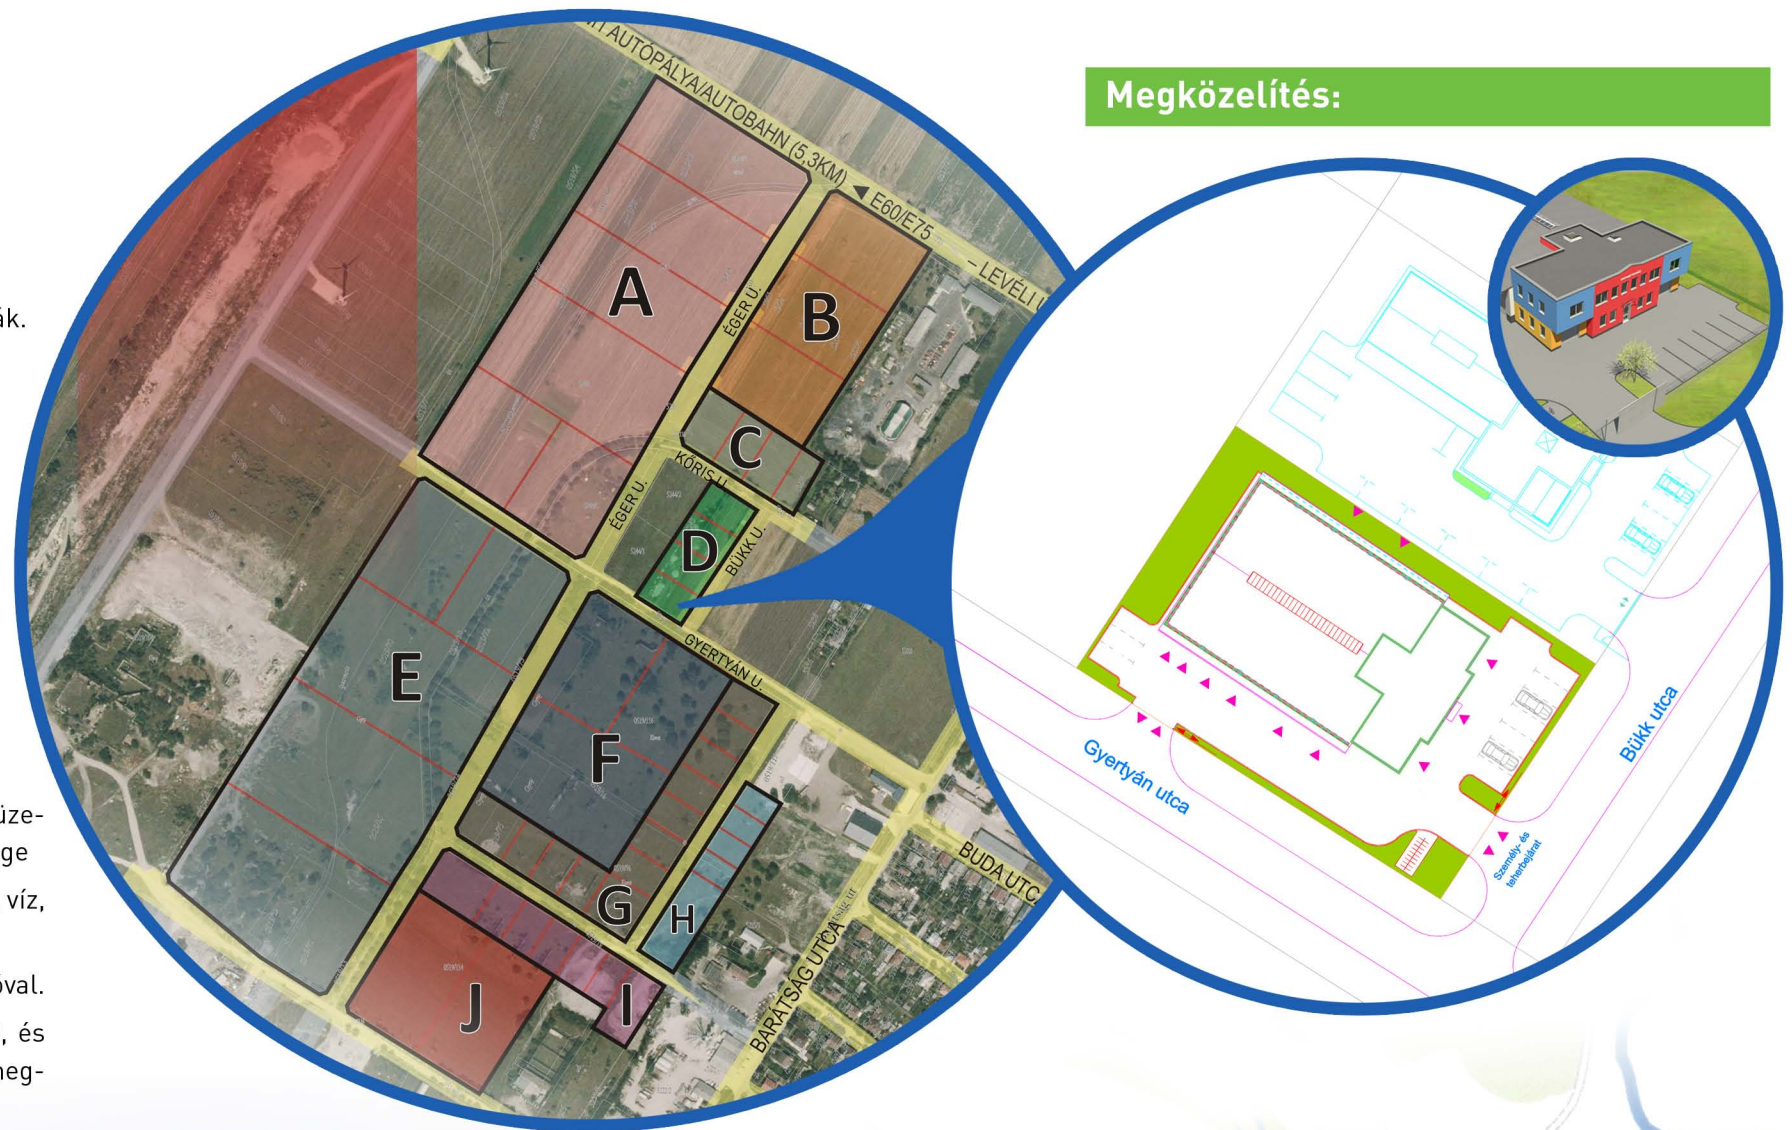 ák.
üze-
ge
víz,
óval.
, és
neg-
M1 AUTÓPÁLYA/AUTOBAHN (5,3KM)
◄ E60/E75
– LEVÉLI
A
B
ÉGER U.
C
KŐRIS U.
ÉGER U.
D
BÜKK U.
E
GYERTYÁN U.
F
G
H
BUDA UTC
BARÁTSÁG UTCA
I
J
Megközelítés:
Gyertyán utca
Bükk utca
Személy- és
teherbejárat